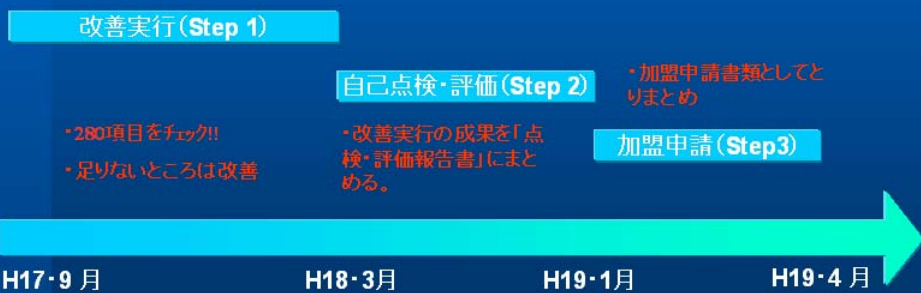 改善実行(Step 1)
自己点検・評価(Step 2)
・加盟申請書類としてと
りまとめ
・280項目をチェック!!
・足りないところは改善
・改善実行の成果を「点
検・評価報告書」にまと
める。
加盟申請(Step3)
H17・9 月
H18・3月
H19・1月
H19・4 月